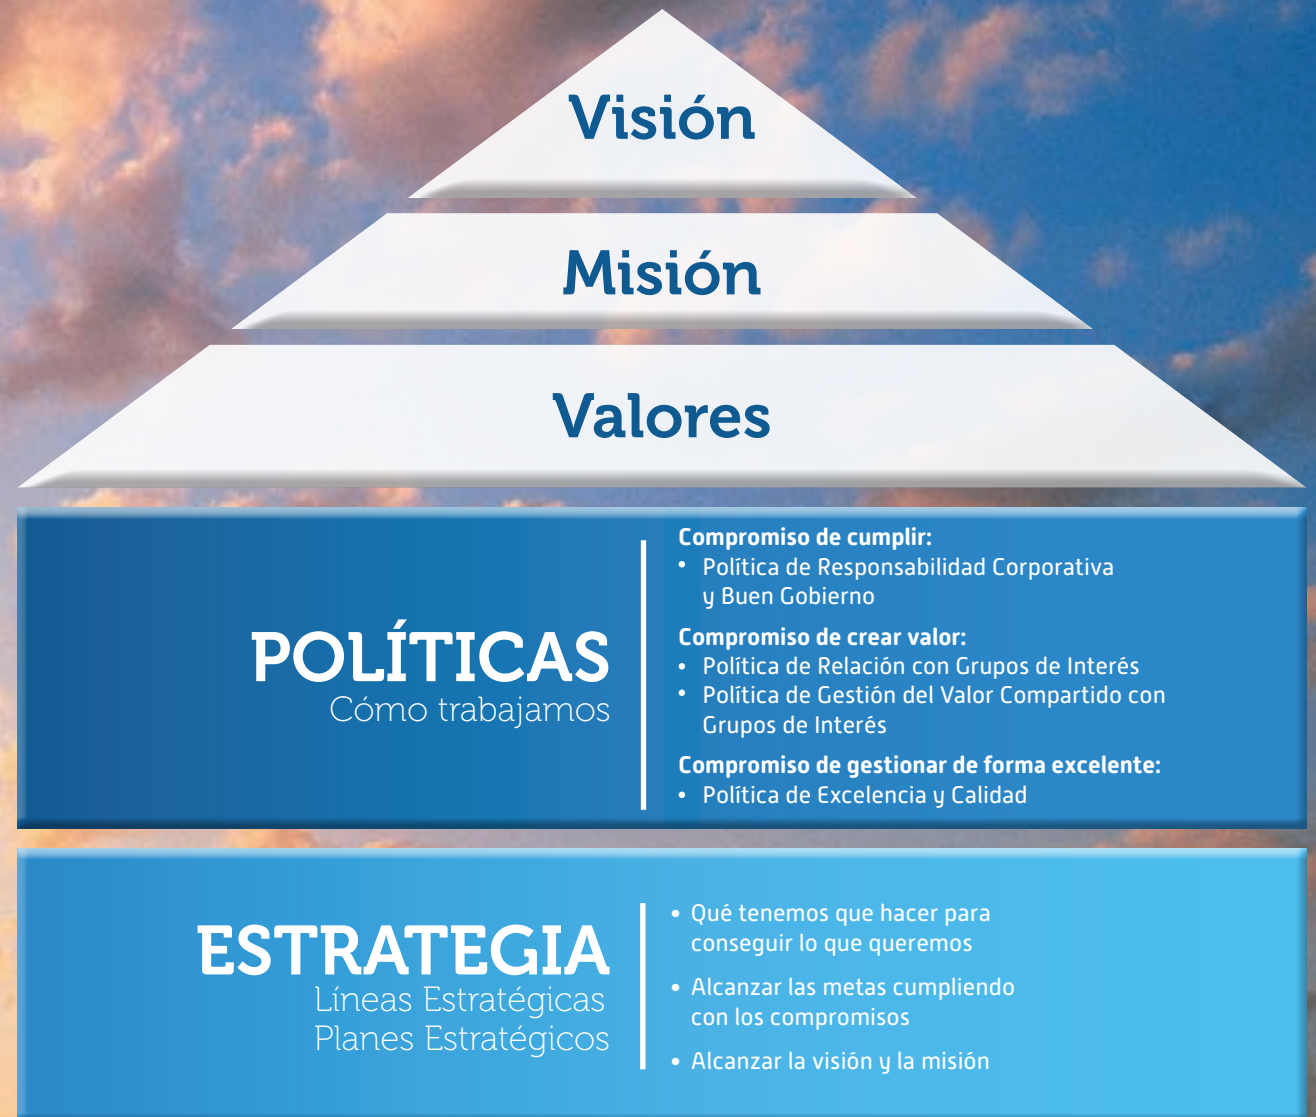 Visión
Misión
Valores
POLÍTICAS
Cómo trabajamos
Compromiso de cumplir:
• Política de Responsabilidad Corporativa
y Buen Gobierno
Compromiso de crear valor:
• Política de Relación con Grupos de Interés
• Política de Gestión del Valor Compartido con
Grupos de Interés
Compromiso de gestionar de forma excelente:
• Política de Excelencia y Calidad
ESTRATEGIA
Líneas Estratégicas
Planes Estratégicos
• Qué tenemos que hacer para
conseguir lo que queremos
• Alcanzar las metas cumpliendo
con los compromisos
• Alcanzar la visión y la misión